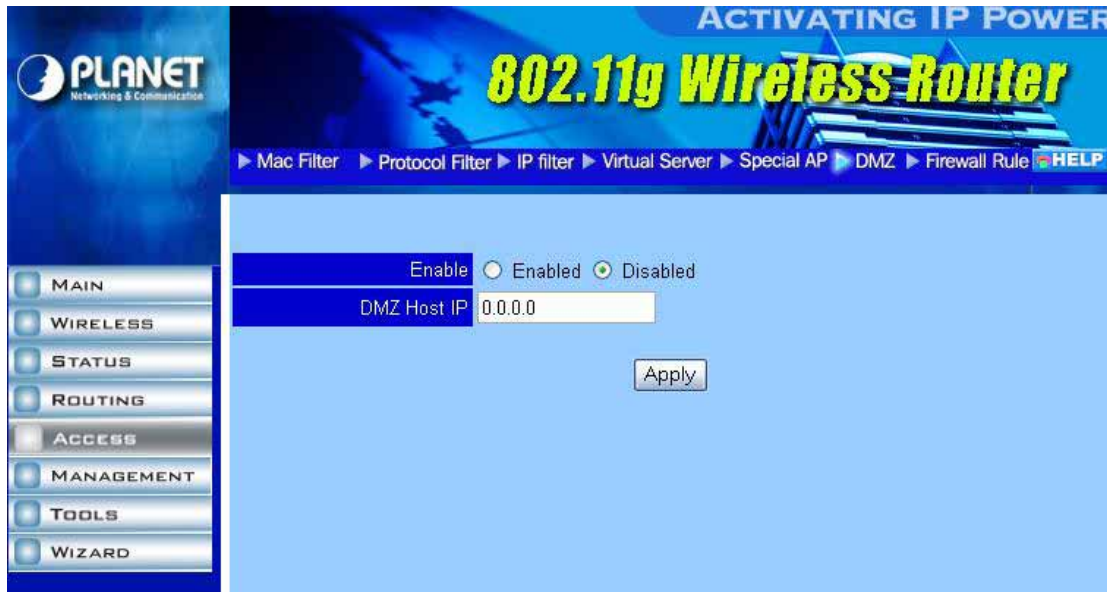 ACTIVATING IP POWER
PLANET
Networking & Communication
802.11g Wireless Router
Mac Filter Protocol Filter IP filter Virtual Server Special AP DMZ Firewall Rule HELP
Enable Enabled Disabled
DMZ Host IP 0.0.0.0
Apply
MAIN
WIRELESS
STATUS
ROUTING
ACCESS
MANAGEMENT
TOOLS
WIZARD